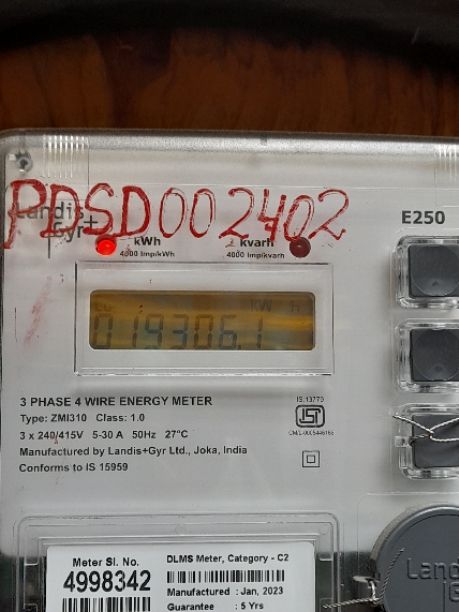 PDSD002402
Landis+
Gyr+
E250
kWh
kvarh
4000 Imp/kWh
4000 Imp/kvarh
kW h
019306.1
3 PHASE 4 WIRE ENERGY METER
IS 13779
Type: ZMI310 Class: 1.0
3 x 240/415V 5-30 A 50Hz 27°C
Manufactured by Landis+Gyr Ltd., Joka, India
Conforms to IS 15959
Meter Sl. No.
4998342
DLMS Meter, Category - C2
Manufactured : Jan, 2023
Guarantee : 5 Yrs
Landi